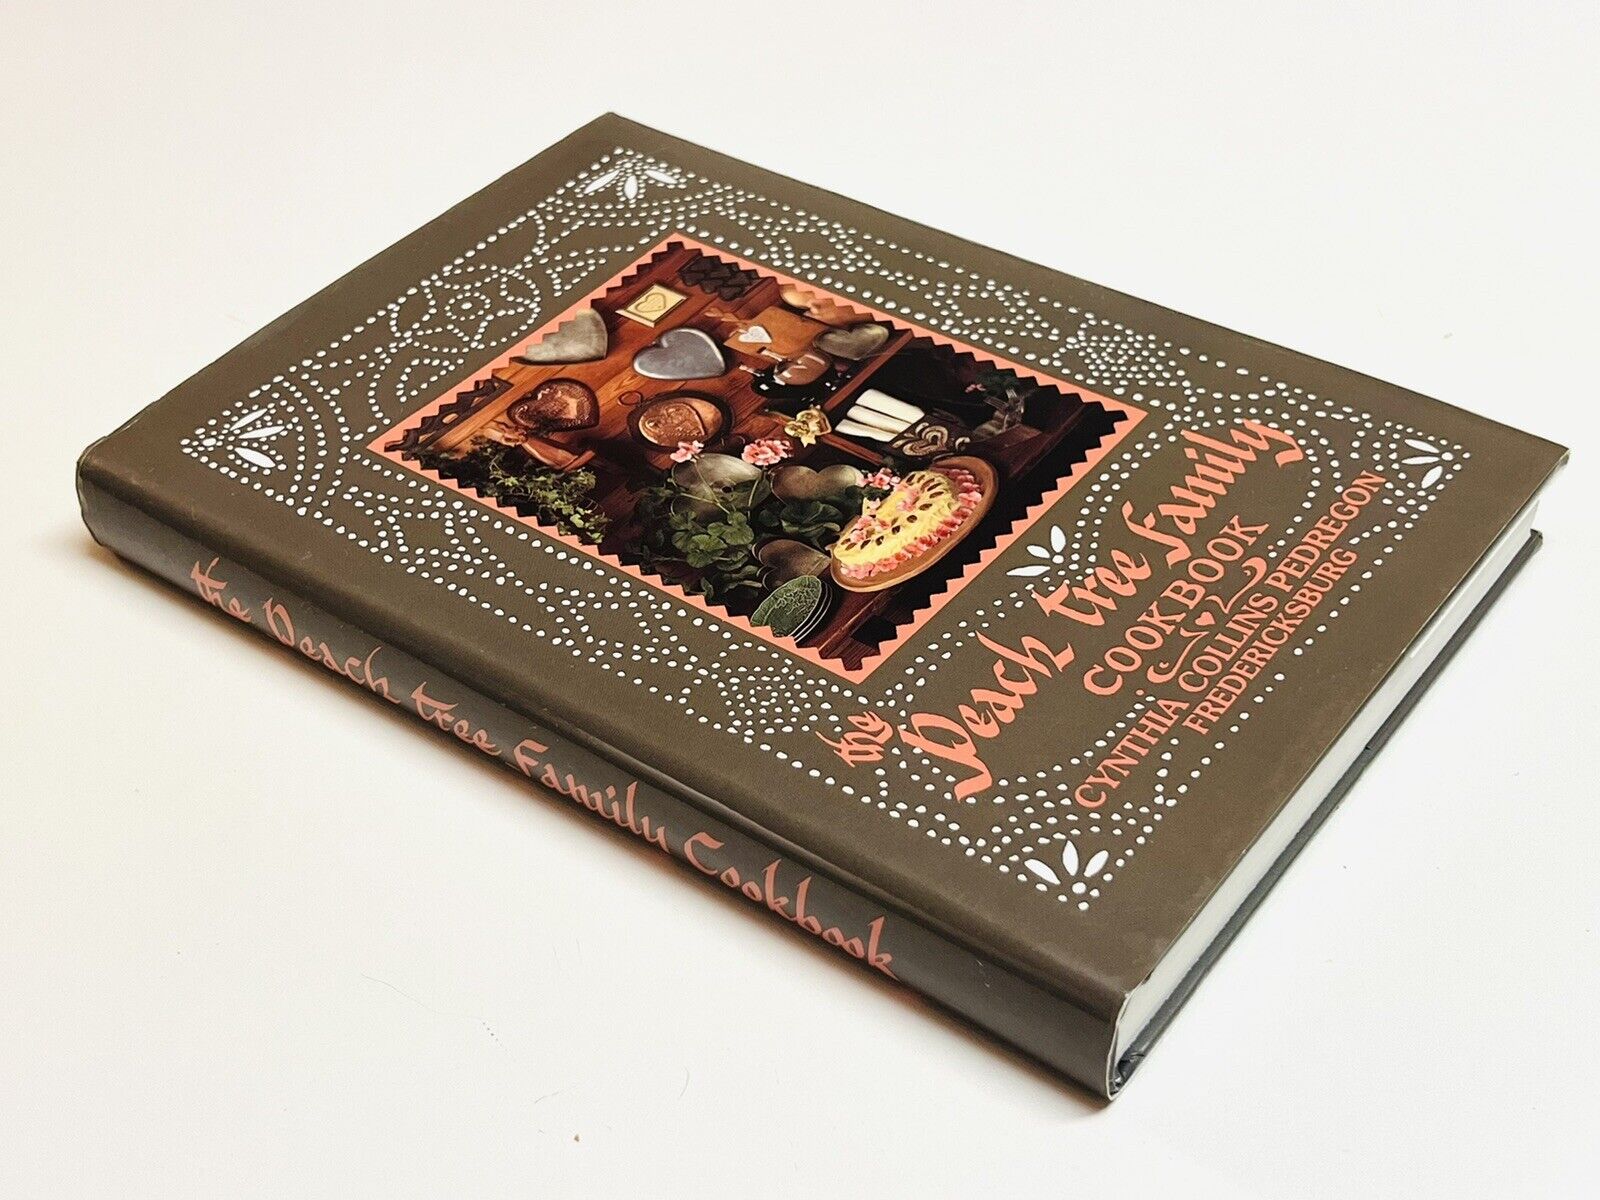 the
Peach Tree Family
COOKBOOK
CYNTHIA COLLINS PEDREGON
FREDERICKSBURG
the Peach Tree Family Cookbook